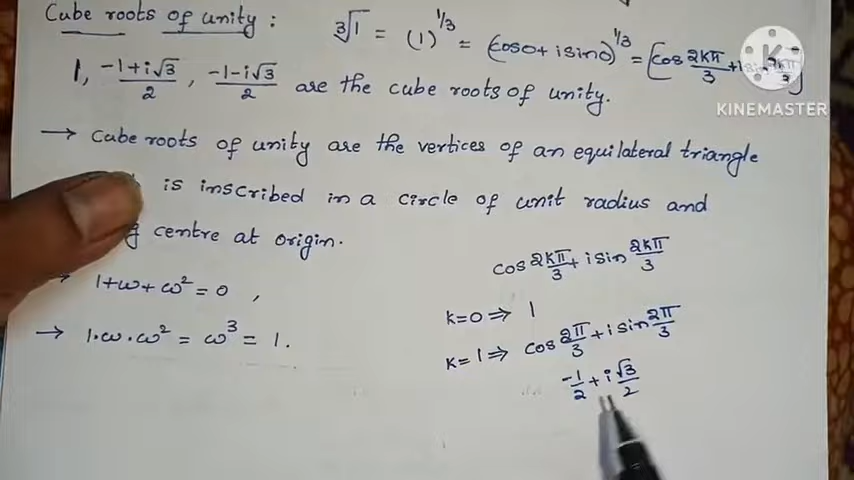 Cube roots of unity : ∛1 = (1)^1/3 = (cos0 + i sin0)^1/3 = [cos 2kπ/3 + i sin 2kπ/3]
1, -1+i√3/2, -1-i√3/2 are the cube roots of unity.
KINEMASTER
→ Cube roots of unity are the vertices of an equilateral triangle
is inscribed in a circle of unit radius and
centre at origin.
1+ω+ω² = 0 ,
→ 1.ω.ω² = ω³ = 1.
cos 2kπ/3 + i sin 2kπ/3
k=0 ⇒ 1
k=1 ⇒ cos 2π/3 + i sin 2π/3
-1/2 + i √3/2